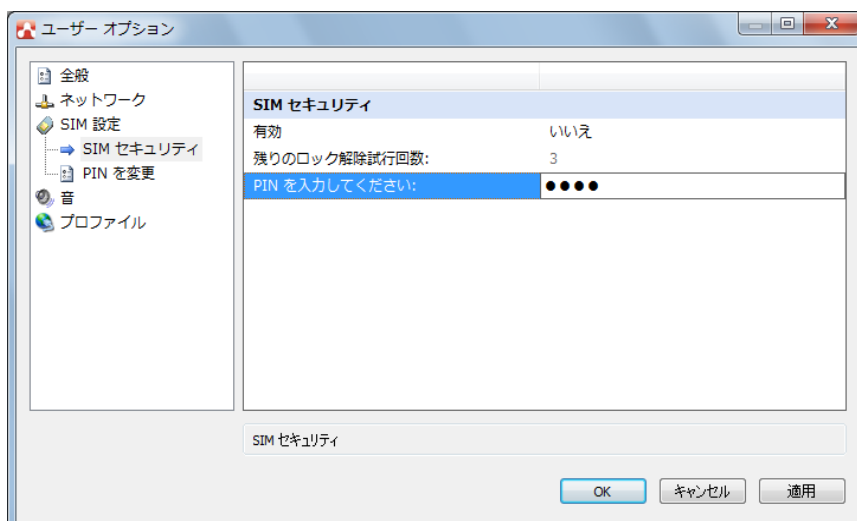 ユーザー オプション
全般
ネットワーク
SIM 設定
SIM セキュリティ
PIN を変更
音
プロファイル
SIM セキュリティ
有効 いいえ
残りのロック解除試行回数: 3
PIN を入力してください: ●●●●
SIM セキュリティ
OK キャンセル 適用